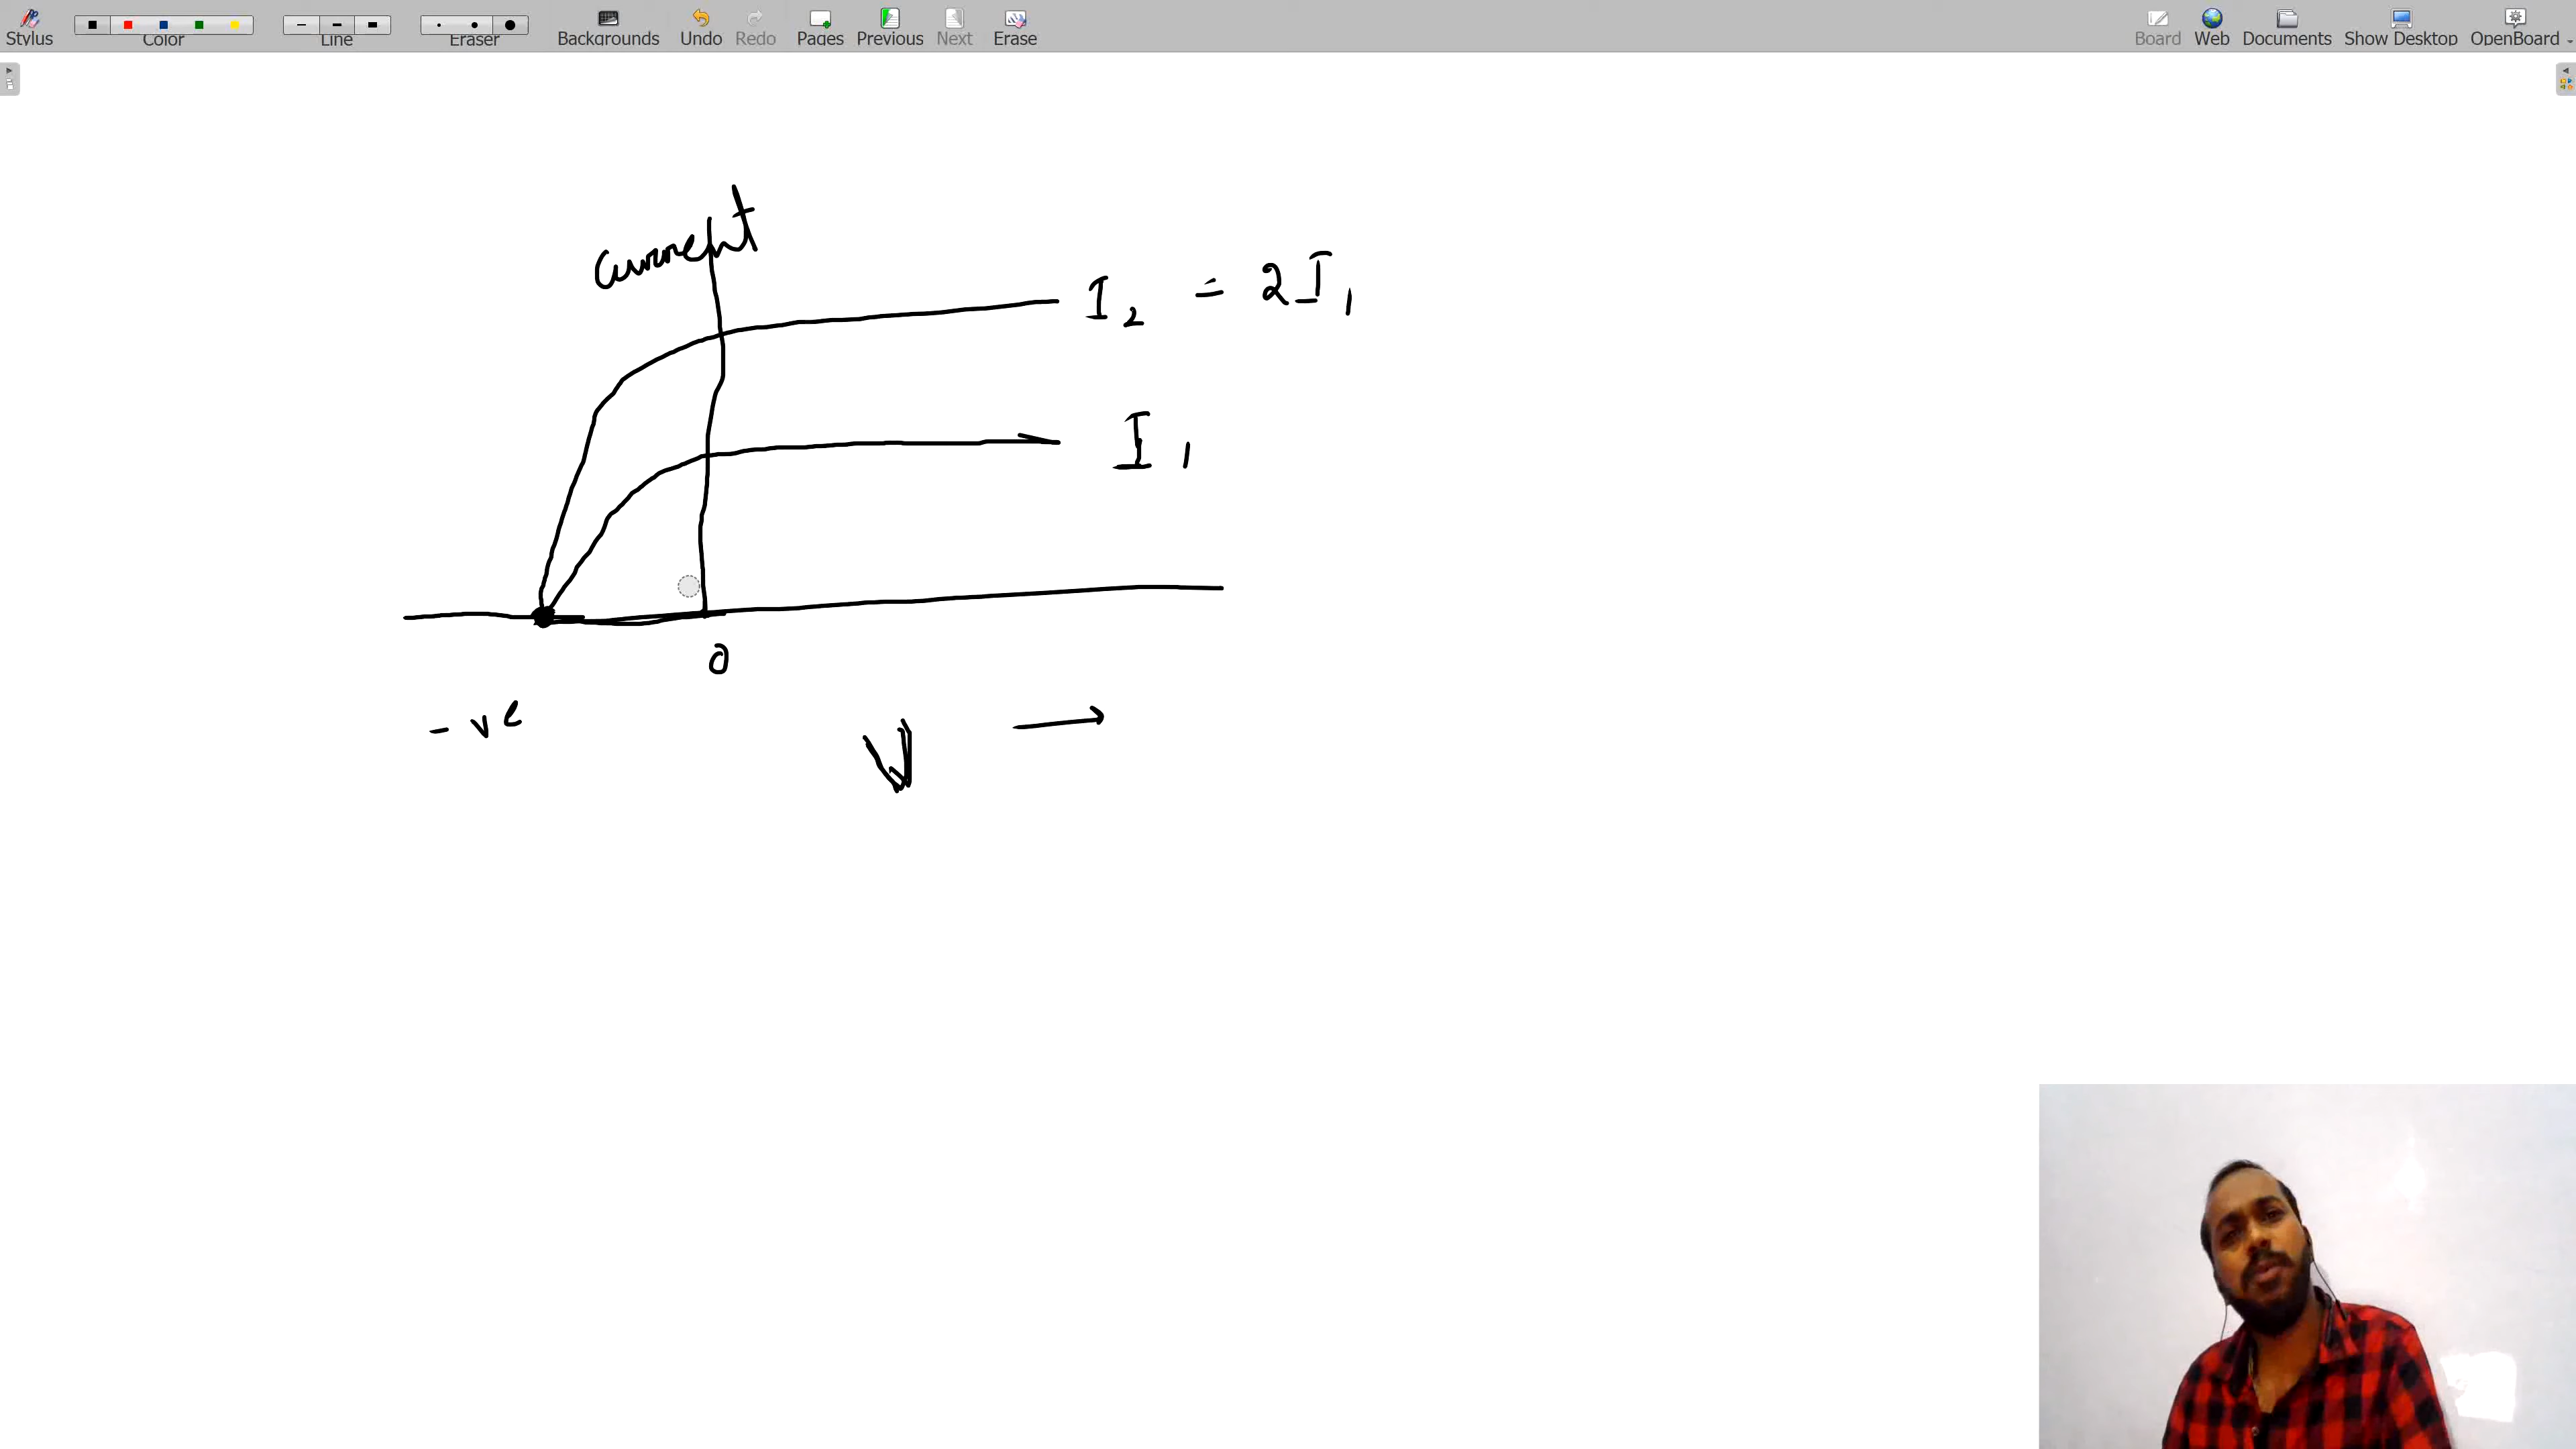 Stylus Color Line Eraser Backgrounds Undo Redo Pages Previous Next Erase Board Web Documents Show Desktop OpenBoard
current
I₂ = 2I₁
I₁
0
-ve
V →